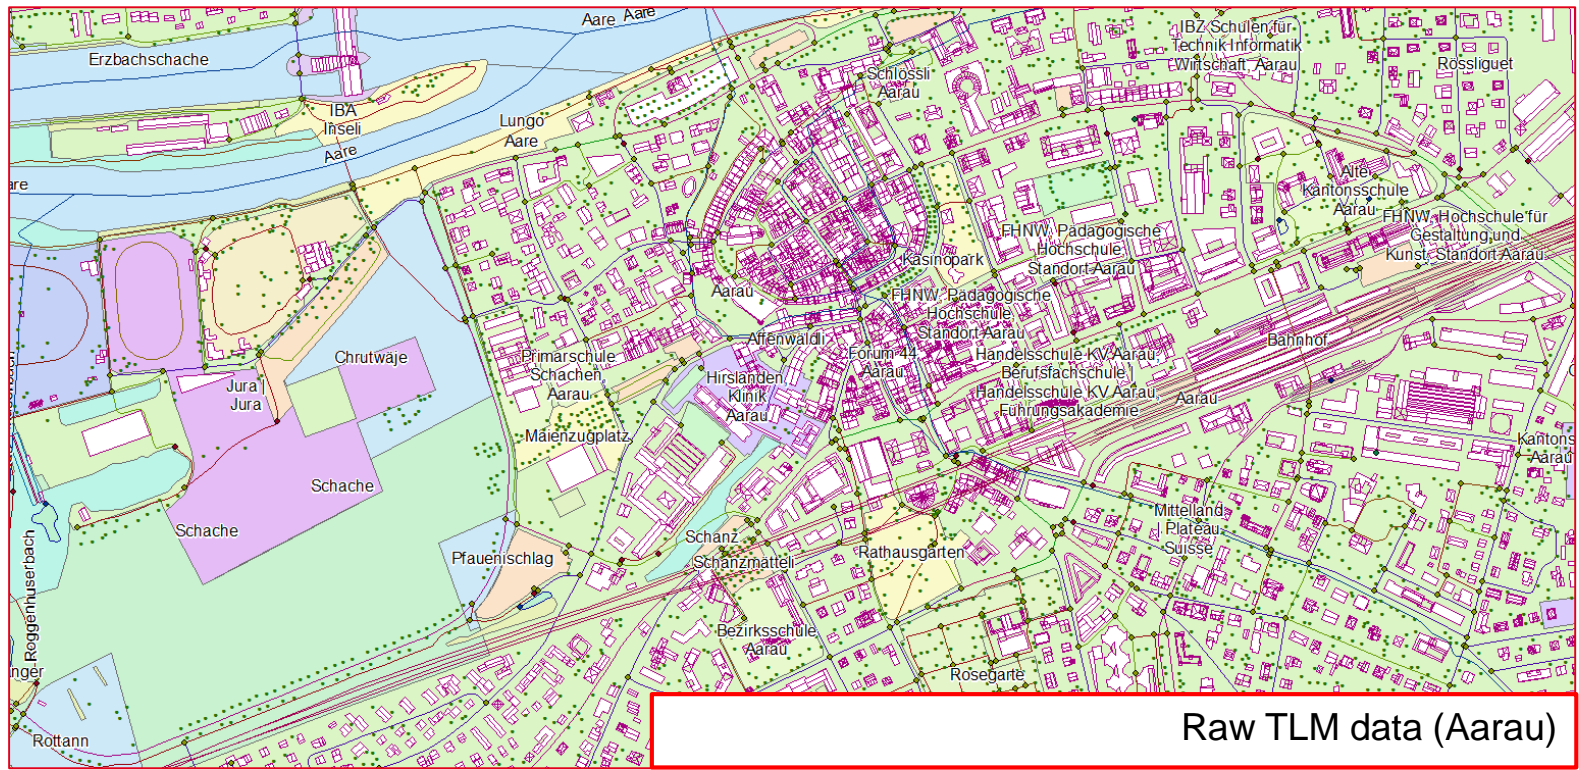 Aare
Aare
Erzbachschache
IBA
Inseli
Lungo
Aare
Aare
are
Schlössli
Aarau
IBZ Schulen für
Technik Informatik
Wirtschaft, Aarau
Rössliguet
Alte
Kantonsschule
Aarau
FHNW, Hochschule für
Gestaltung und
Kunst, Standort Aarau
FHNW, Pädagogische
Hochschule
Standort Aarau
Kasinopark
Aarau
FHNW, Pädagogische
Hochschule,
Standort Aarau
Affenwäldli
Forum 44
Aarau
Handelsschule KV Aarau,
Berufsfachschule |
Handelsschule KV Aarau,
Führungsakademie
Bahnhof
Aarau
Chrutwäje
Jura |
Jura
Primarschule
Schachen
Aarau
Hirslanden
Klinik
Aarau
Maienzugplatz
Kantons
Aarau
Schache
Schache
Mittelland
| Plateau
Suisse
Schanz
Schanzmätteli
Pfauenischlag
Rathausgarten
Roggenhuserbach
Bezirksschule
Aarau
Rosegarte
nger
Rottann
Raw TLM data (Aarau)